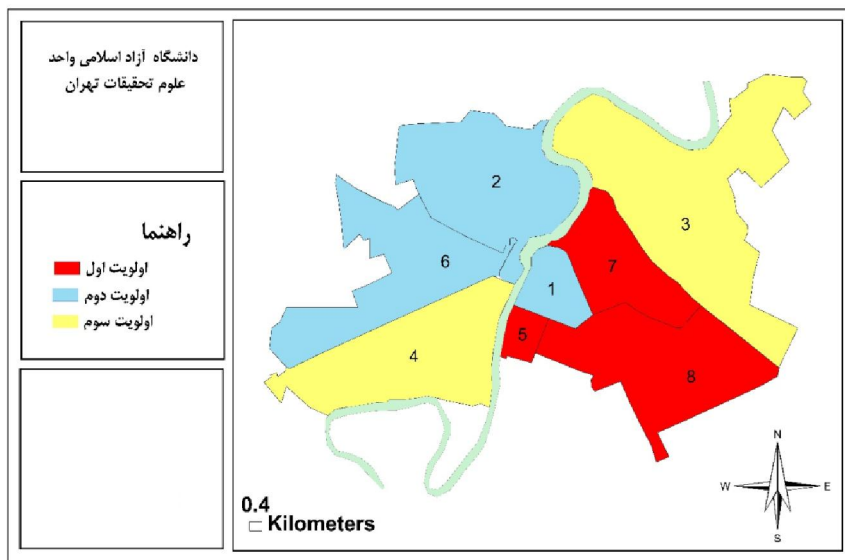 دانشگاه آزاد اسلامی واحد
علوم تحقیقات تهران
راهنما
اولویت اول
اولویت دوم
اولویت سوم
2
3
6
7
1
5
4
8
0.4
Kilometers
N
W
E
S